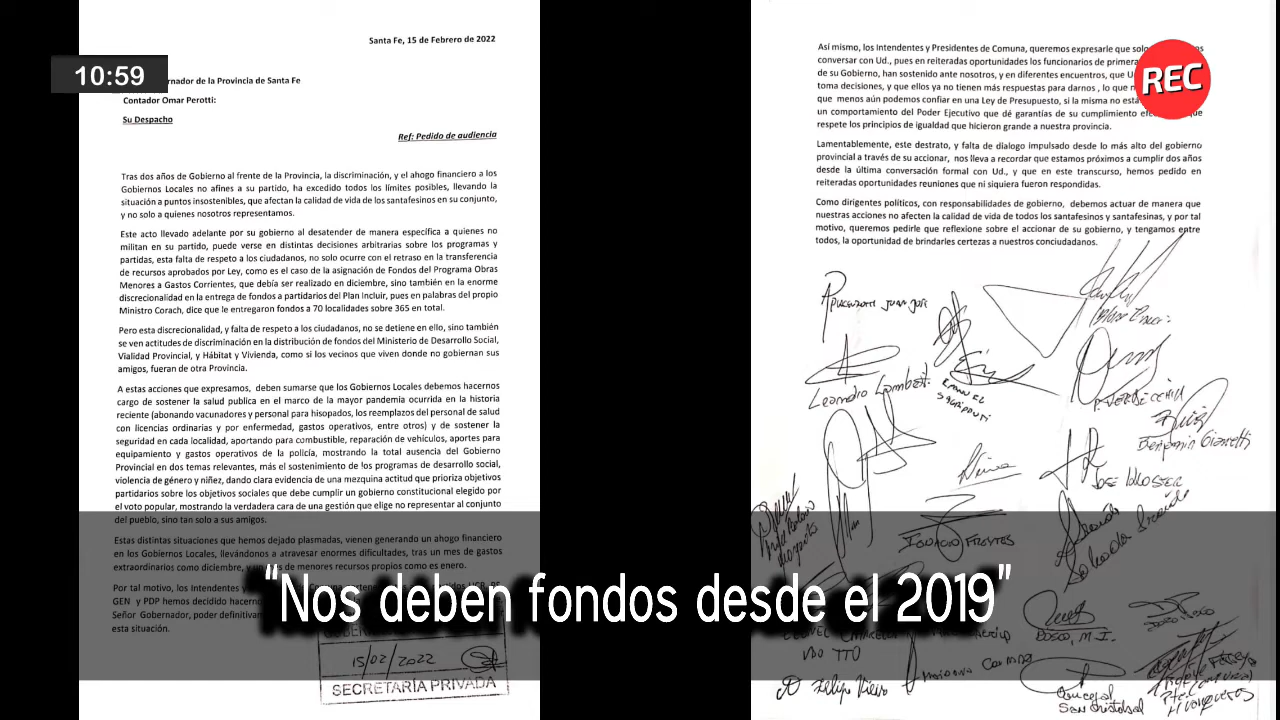 Santa Fe, 15 de Febrero de 2022
10:59
ernador de la Provincia de Santa Fe
Contador Omar Perotti:
Su Despacho
Ref: Pedido de audiencia
Tras dos años de Gobierno al frente de la Provincia, la discriminación, y el ahogo financiero a los
Gobiernos Locales no afines a su partido, ha excedido todos los límites posibles, llevando la
situación a puntos insostenibles, que afectan la calidad de vida de los santafesinos en su conjunto,
y no solo a quienes nosotros representamos.
Este acto llevado adelante por su gobierno al desatender de manera específica a quienes no
militan en su partido, puede verse en distintas decisiones arbitrarias sobre los programas y
partidas, esta falta de respeto a los ciudadanos, no solo ocurre con el retraso en la transferencia
de recursos aprobados por Ley, como es el caso de la asignación de Fondos del Programa Obras
Menores a Gastos Corrientes, que debía ser realizado en diciembre, sino también en la enorme
discrecionalidad en la entrega de fondos a partidarios del Plan Incluir, pues en palabras del propio
Ministro Corach, dice que le entregaron fondos a 70 localidades sobre 365 en total.
Pero esta discrecionalidad, y falta de respeto a los ciudadanos, no se detiene en ello, sino también
se ven actitudes de discriminación en la distribución de fondos del Ministerio de Desarrollo Social,
Vialidad Provincial, y Hábitat y Vivienda, como si los vecinos que viven donde no gobiernan sus
amigos, fueran de otra Provincia.
A estas acciones que expresamos, deben sumarse que los Gobiernos Locales debemos hacernos
cargo de sostener la salud publica en el marco de la mayor pandemia ocurrida en la historia
reciente (abonando vacunadores y personal para hisopados, los reemplazos del personal de salud
con licencias ordinarias y por enfermedad, gastos operativos, entre otros) y de sostener la
seguridad en cada localidad, aportando para combustible, reparación de vehículos, aportes para
equipamiento y gastos operativos de la policía, mostrando la total ausencia del Gobierno
Provincial en dos temas relevantes, más el sostenimiento de los programas de desarrollo social,
violencia de género y niñez, dando clara evidencia de una mezquina actitud que prioriza objetivos
partidarios sobre los objetivos sociales que debe cumplir un gobierno constitucional elegido por
el voto popular, mostrando la verdadera cara de una gestión que elige no representar al conjunto
del pueblo, sino tan solo a sus amigos.
Estas distintas situaciones que hemos dejado plasmadas, vienen generando un ahogo financiero
en los Gobiernos Locales, llevándonos a atravesar enormes dificultades, tras un mes de gastos
extraordinarios como diciembre, y un mes de menores recursos propios como es enero.
Por tal motivo, los Intendentes y
GEN y PDP hemos decidido
Señor Gobernador, poder
esta situación.
15/02/2022
SECRETARÍA PRIVADA
Así mismo, los Intendentes y Presidentes de Comuna, queremos expresarle que solo
conversar con Ud., pues en reiteradas oportunidades los funcionarios de primera
de su Gobierno, han sostenido ante nosotros, y en diferentes encuentros, que
toma decisiones, y que ellos ya no tienen más respuestas para darnos , lo que
que menos aún podemos confiar en una Ley de Presupuesto, si la misma no
un comportamiento del Poder Ejecutivo que dé garantías de su cumplimiento que
respete los principios de igualdad que hicieron grande a nuestra provincia.
REC
Lamentablemente, este destrato, y falta de dialogo impulsado desde lo más alto del gobierno
provincial a través de su accionar, nos lleva a recordar que estamos próximos a cumplir dos años
desde la última conversación formal con Ud., y que en este transcurso, hemos pedido en
reiteradas oportunidades reuniones que ni siquiera fueron respondidas.
Como dirigentes políticos, con responsabilidades de gobierno, debemos actuar de manera que
nuestras acciones no afecten la calidad de vida de todos los santafesinos y santafesinas, y por tal
motivo, queremos pedirle que reflexione sobre el accionar de su gobierno, y tengamos entre
todos, la oportunidad de brindarles certezas a nuestros conciudadanos.
Juan José
Leandro Lambert.
EMANUEL
Benjamin Gianetti
JOSE KLOSTER
IGNACIO FREYTES
BOSCO, M.I.
Felipe
San Cristobal
"Nos deben fondos desde el 2019"